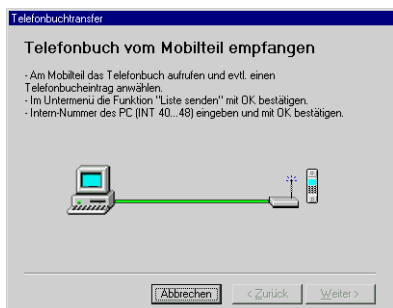 Telefonbuchtransfer
Telefonbuch vom Mobilteil empfangen
- Am Mobilteil das Telefonbuch aufrufen und evtl. einen
Telefonbucheintrag anwählen.
- Im Untermenü die Funktion "Liste senden" mit OK bestätigen.
- Intern-Nummer des PC (INT 40...48) eingeben und mit OK bestätigen.
Abbrechen < Zurück Weiter >